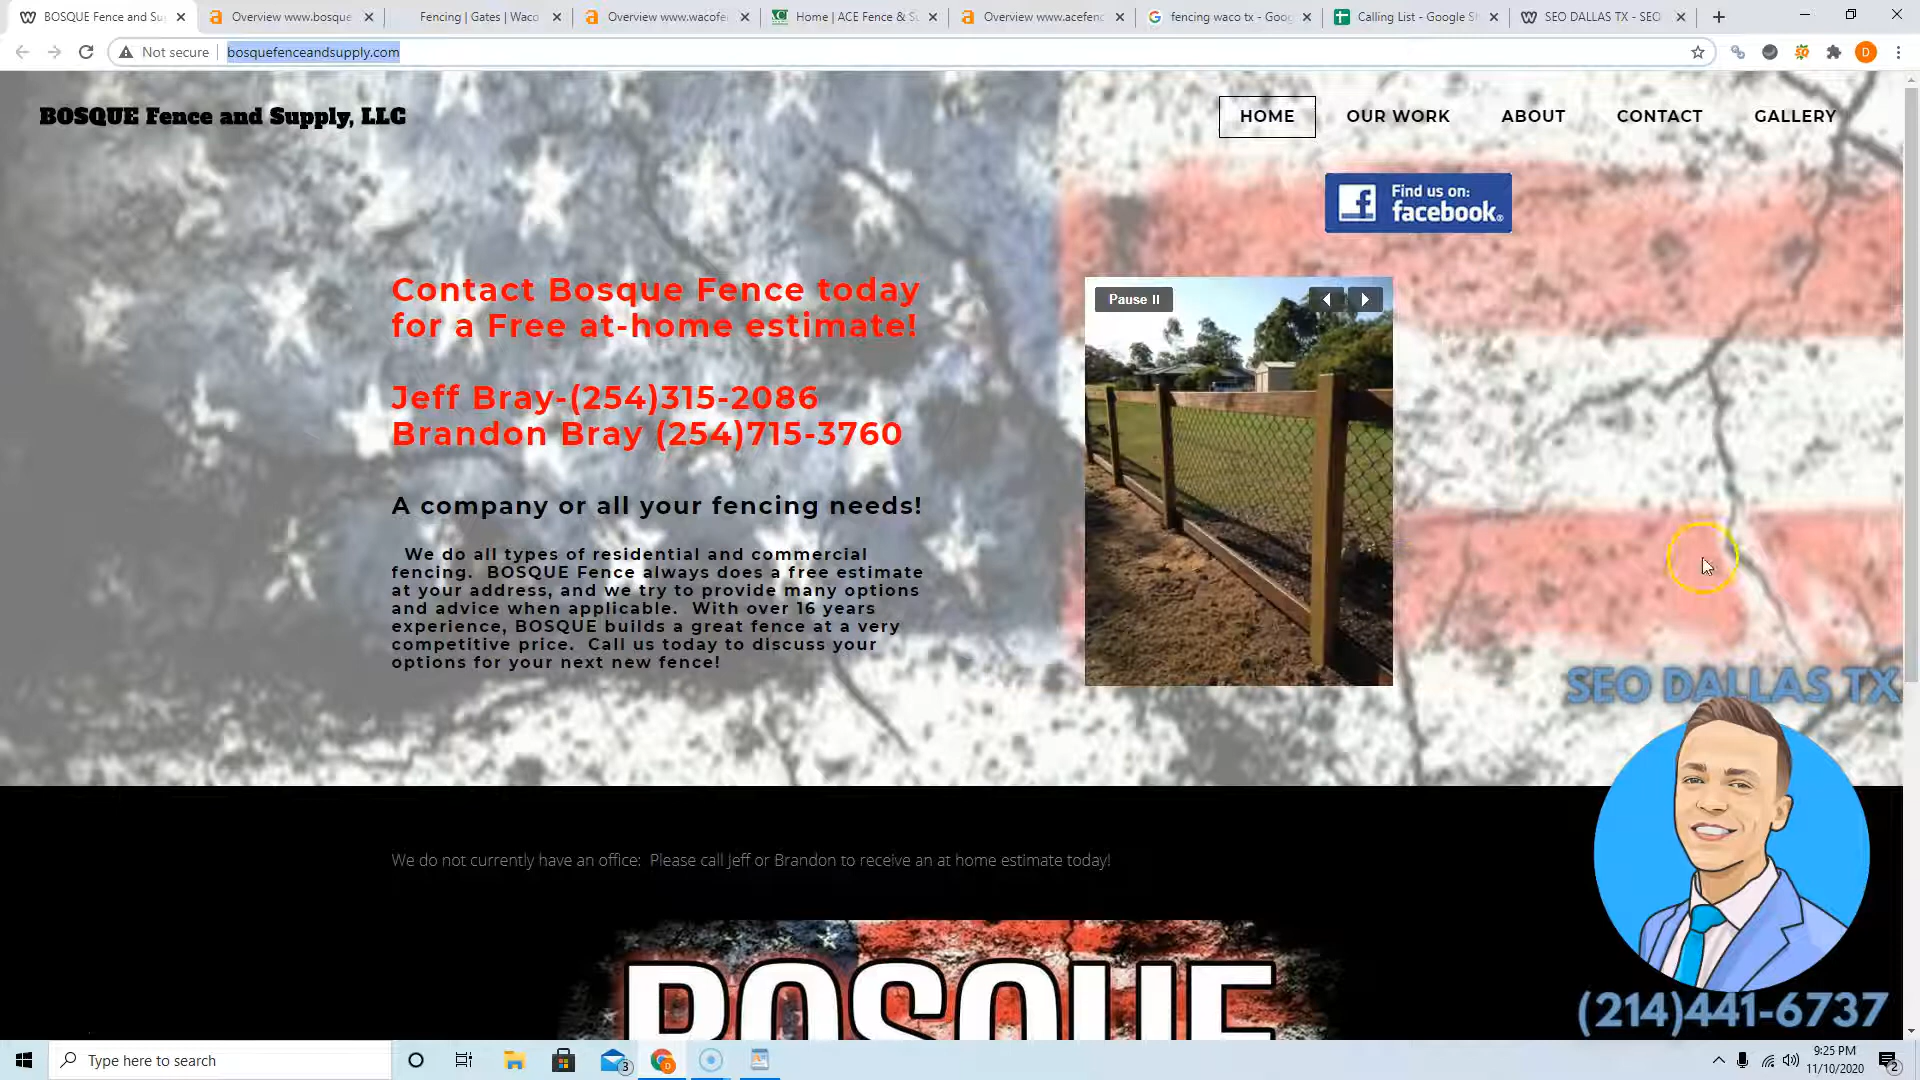 BOSQUE Fence and Su
Overview www.bosque
Fencing | Gates | Waco
Overview www.wacofe
Home | ACE Fence & Su
Overview www.acefenc
fencing waco tx - Goog
Calling List - Google Sh
SEO DALLAS TX - SEO
Not secure
bosquefenceandsupply.com
D
BOSQUE Fence and Supply, LLC
HOME
OUR WORK
ABOUT
CONTACT
GALLERY
Find us on:
facebook
Contact Bosque Fence today
for a Free at-home estimate!
Pause II
Jeff Bray-(254)315-2086
Brandon Bray (254)715-3760
A company or all your fencing needs!
We do all types of residential and commercial
fencing. BOSQUE Fence always does a free estimate
at your address, and we try to provide many options
and advice when applicable. With over 16 years
experience, BOSQUE builds a great fence at a very
competitive price. Call us today to discuss your
options for your next new fence!
SEO DALLAS TX
We do not currently have an office: Please call Jeff or Brandon to receive an at home estimate today!
BOSQUE
(214)441-6737
Type here to search
3
9:25 PM
11/10/2020
2